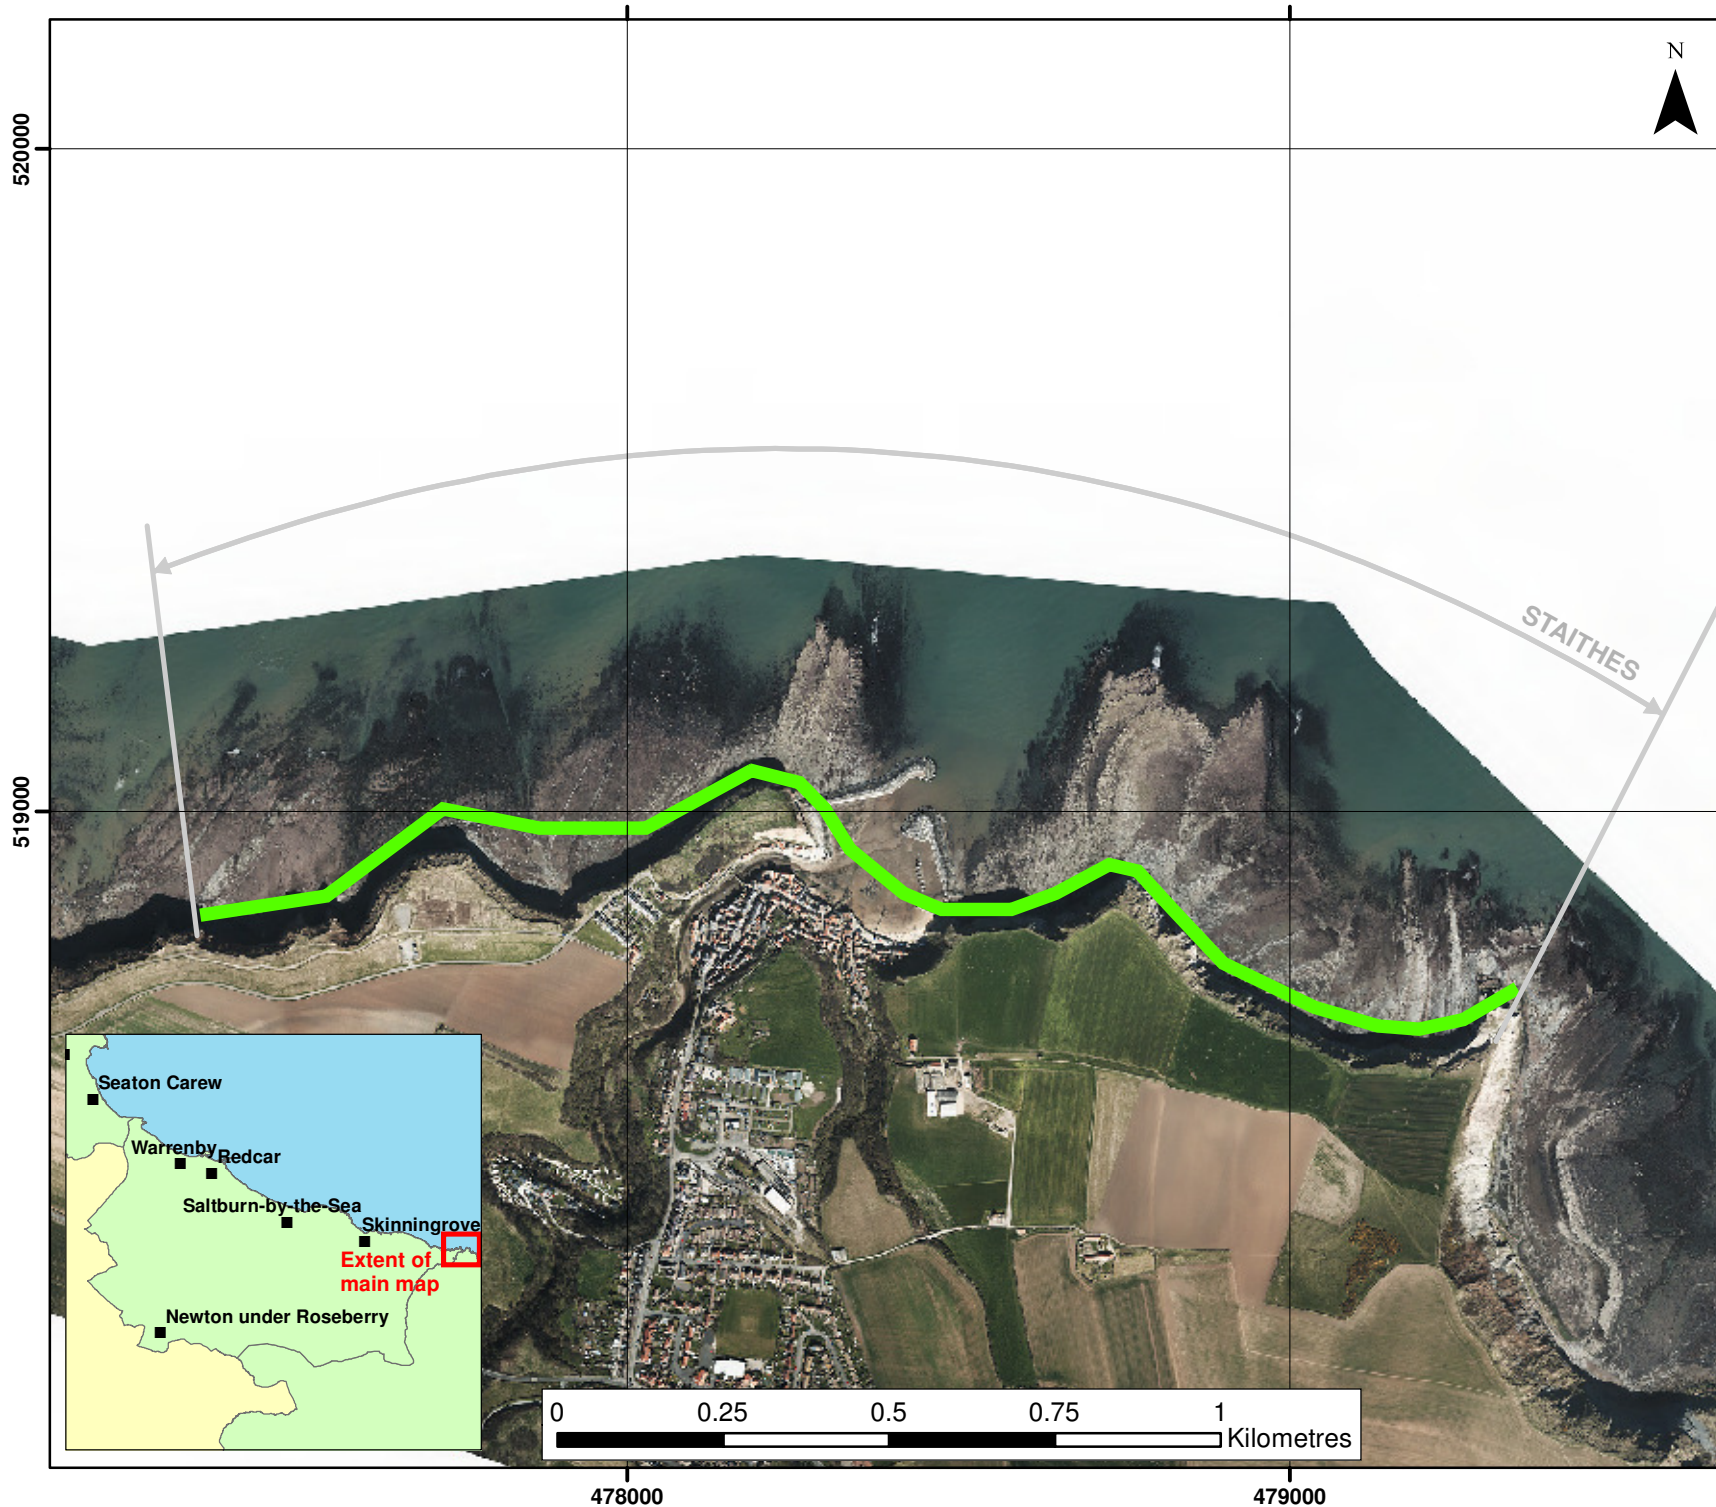 N
520000
STAITHES
519000
Seaton Carew
Warrenby
Redcar
Saltburn-by-the-Sea
Skinningrove
Extent of
main map
Newton under Roseberry
0 0.25 0.5 0.75 1
Kilometres
478000 479000